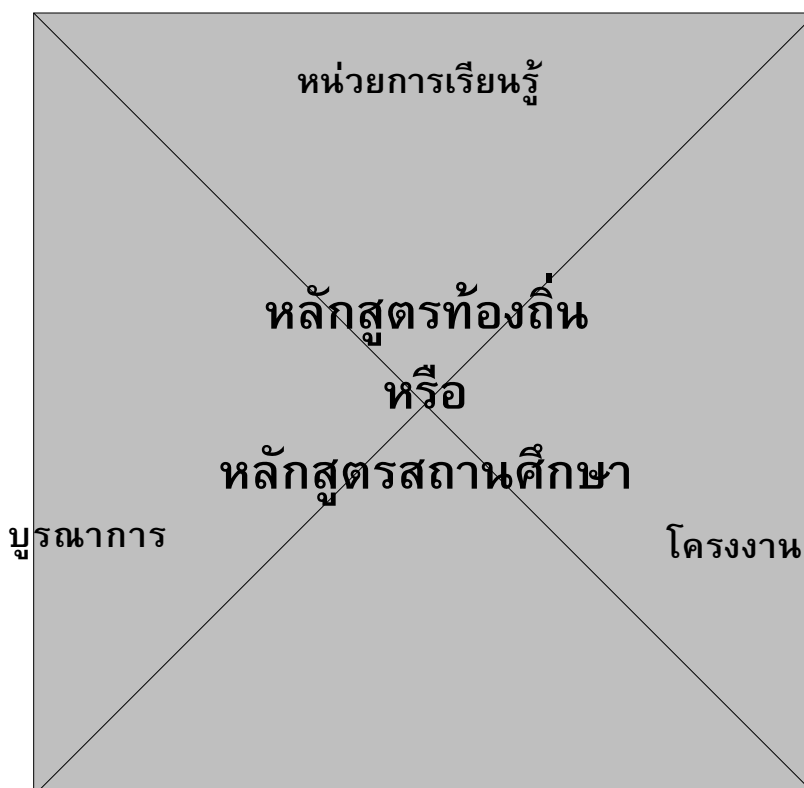 หน่วยการเรียนรู้
หลักสูตรท้องถิ่น
หรือ
หลักสูตรสถานศึกษา
บูรณาการ
โครงงาน